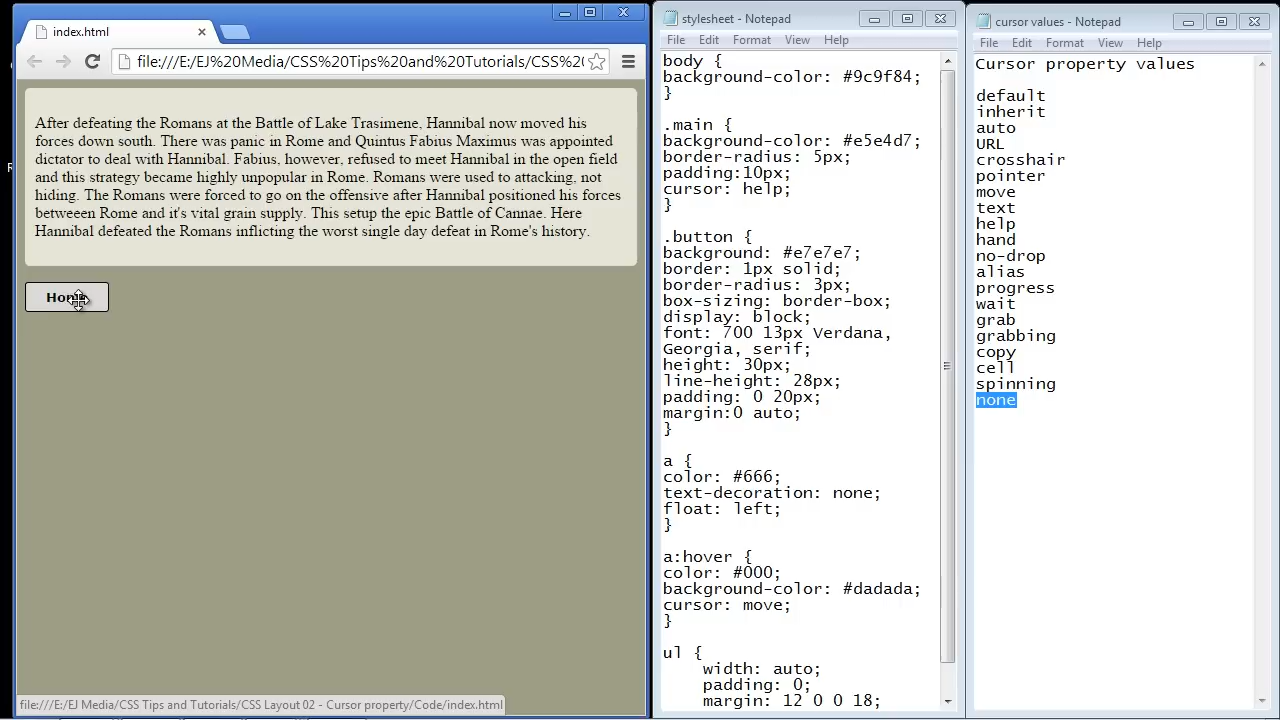 index.html
file:///E:/EJ%20Media/CSS%20Tips%20and%20Tutorials/CSS%20
After defeating the Romans at the Battle of Lake Trasimene, Hannibal now moved his
forces down south. There was panic in Rome and Quintus Fabius Maximus was appointed
dictator to deal with Hannibal. Fabius, however, refused to meet Hannibal in the open field
and this strategy became highly unpopular in Rome. Romans were used to attacking, not
hiding. The Romans were forced to go on the offensive after Hannibal positioned his forces
betweeen Rome and it's vital grain supply. This setup the epic Battle of Cannae. Here
Hannibal defeated the Romans inflicting the worst single day defeat in Rome's history.
Home
file:///E:/EJ Media/CSS Tips and Tutorials/CSS Layout 02 - Cursor property/Code/index.html
stylesheet - Notepad
File Edit Format View Help
body {
background-color: #9c9f84;
}
.main {
background-color: #e5e4d7;
border-radius: 5px;
padding:10px;
cursor: help;
}
.button {
background: #e7e7e7;
border: 1px solid;
border-radius: 3px;
box-sizing: border-box;
display: block;
font: 700 13px Verdana,
Georgia, serif;
height: 30px;
line-height: 28px;
padding: 0 20px;
margin:0 auto;
}
a {
color: #666;
text-decoration: none;
float: left;
}
a:hover {
color: #000;
background-color: #dadada;
cursor: move;
}
ul {
width: auto;
padding: 0;
margin: 12 0 0 18;
cursor values - Notepad
File Edit Format View Help
Cursor property values
default
inherit
auto
URL
crosshair
pointer
move
text
help
hand
no-drop
alias
progress
wait
grab
grabbing
copy
cell
spinning
none